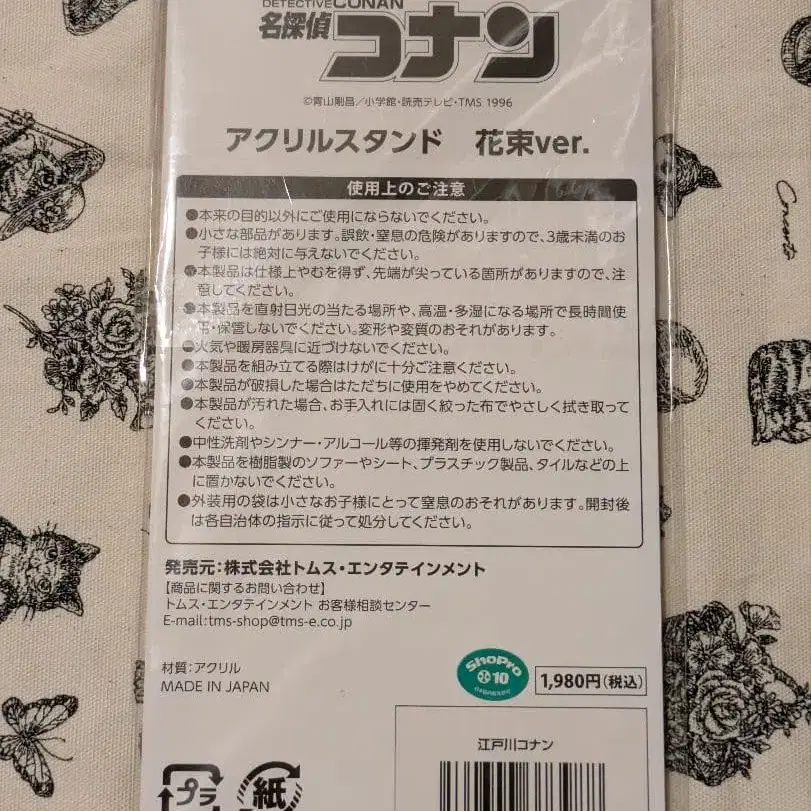 DETECTIVE CONAN
名探偵
コナン
©青山剛昌／小学館・読売テレビ・TMS 1996
アクリルスタンド 花束ver.
使用上のご注意
●本来の目的以外にご使用にならないでください。
●小さな部品があります。誤飲・窒息の危険がありますので、3歳未満のお
子様には絶対に与えないでください。
●本製品は仕様上やむを得ず、先端が尖っている箇所がありますので、注
意してください。
●本製品を直射日光の当たる場所や、高温・多湿になる場所で長時間使
用・保管しないでください。変形や変質のおそれがあります。
●火気や暖房器具に近づけないでください。
●本製品を組み立てる際はけがに十分ご注意ください。
●本製品が破損した場合はただちに使用をやめてください。
●本製品が汚れた場合、お手入れには固く絞った布でやさしく拭き取って
ください。
●中性洗剤やシンナー・アルコール等の揮発剤を使用しないでください。
●本製品を樹脂製のソファーやシート、プラスチック製品、タイルなどの上
に置かないでください。
●外装用の袋は小さなお子様にとって窒息のおそれがあります。開封後
は各自治体の指示に従って処分してください。
発売元：株式会社トムス・エンタテインメント
【商品に関するお問い合わせ】
トムス・エンタテインメント お客様相談センター
E-mail:tms-shop@tms-e.co.jp
材質：アクリル
MADE IN JAPAN
ShoPro
10
1,980円（税込）
江戸川コナン
プラ
紙